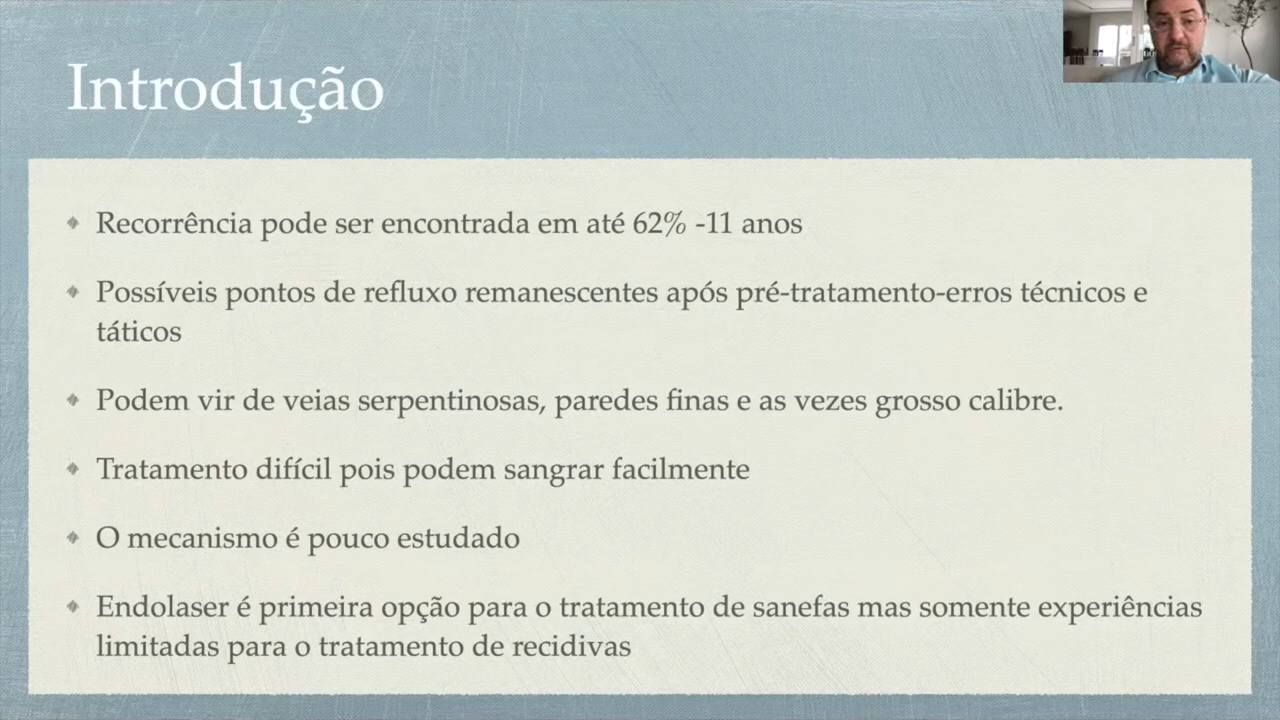 Introdução
Recorrência pode ser encontrada em até 62% -11 anos
Possíveis pontos de refluxo remanescentes após pré-tratamento-erros técnicos e
táticos
Podem vir de veias serpentinosas, paredes finas e as vezes grosso calibre.
Tratamento difícil pois podem sangrar facilmente
O mecanismo é pouco estudado
Endolaser é primeira opção para o tratamento de sanefas mas somente experiências
limitadas para o tratamento de recidivas